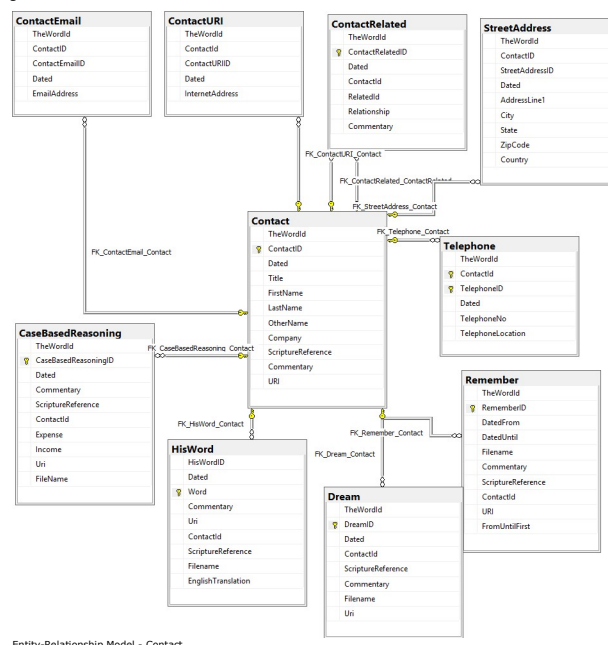 ContactEmail
TheWordId
ContactID
ContactEmailID
Dated
EmailAddress
ContactURI
TheWordId
ContactId
ContactURIID
Dated
InternetAddress
ContactRelated
TheWordId
ContactRelatedID
Dated
ContactId
RelatedId
Relationship
Commentary
StreetAddress
TheWordId
ContactID
StreetAddressID
Dated
AddressLine1
City
State
ZipCode
Country
FK_ContactURI_Contact
FK_ContactRelated_ContactRelated
FK_StreetAddress_Contact
FK_Telephone_Contact
FK_ContactEmail_Contact
Contact
TheWordId
ContactID
Dated
Title
FirstName
LastName
OtherName
Company
ScriptureReference
Commentary
URI
Telephone
TheWordId
ContactId
TelephoneID
Dated
TelephoneNo
TelephoneLocation
CaseBasedReasoning
TheWordId
CaseBasedReasoningID
Dated
Commentary
ScriptureReference
ContactId
Expense
Income
Uri
FileName
FK_CaseBasedReasoning_Contact
FK_HisWord_Contact
FK_Remember_Contact
FK_Dream_Contact
HisWord
HisWordID
Dated
Word
Commentary
Uri
ContactId
ScriptureReference
Filename
EnglishTranslation
Dream
TheWordId
DreamID
Dated
ContactId
ScriptureReference
Commentary
Filename
Uri
Remember
TheWordId
RememberID
DatedFrom
DatedUntil
Filename
Commentary
ScriptureReference
ContactId
URI
FromUntilFirst
Entity-Relationship Model - Contact